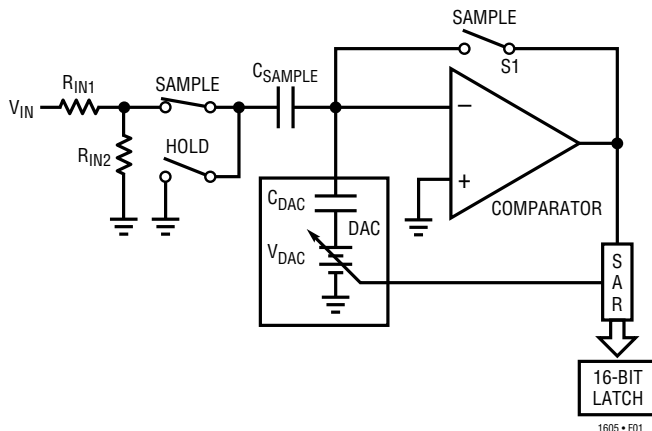 SAMPLE
S1
RIN1
SAMPLE
CSAMPLE
VIN
RIN2
HOLD
−
+
COMPARATOR
CDAC
DAC
VDAC
S
A
R
16-BIT
LATCH
1605 • F01